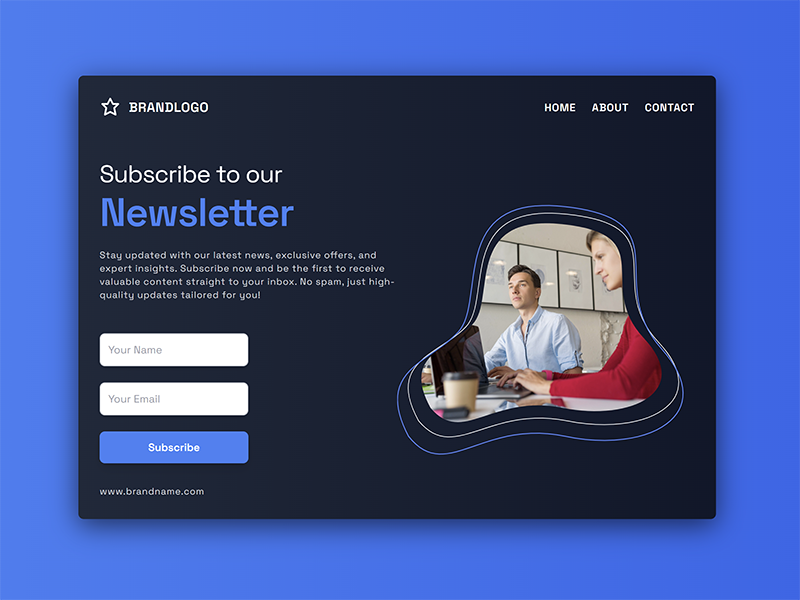 BRANDLOGO
HOME ABOUT CONTACT
Subscribe to our
Newsletter
Stay updated with our latest news, exclusive offers, and
expert insights. Subscribe now and be the first to receive
valuable content straight to your inbox. No spam, just high-
quality updates tailored for you!
Your Name
Your Email
Subscribe
www.brandname.com